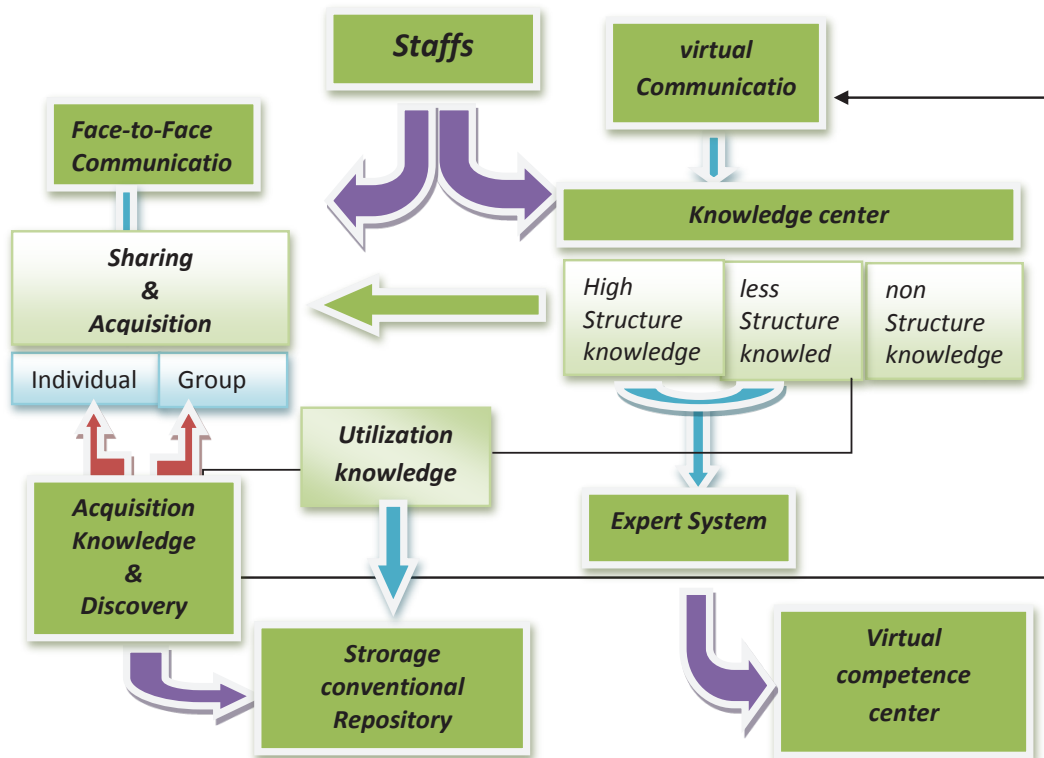 Staffs
virtual
Communicatio
Face-to-Face
Communicatio
Knowledge center
Sharing
&
Acquisition
High
Structure
knowledge
less
Structure
knowled
non
Structure
knowledge
Individual
Group
Utilization
knowledge
Acquisition
Knowledge
&
Discovery
Expert System
Strorage
conventional
Repository
Virtual
competence
center